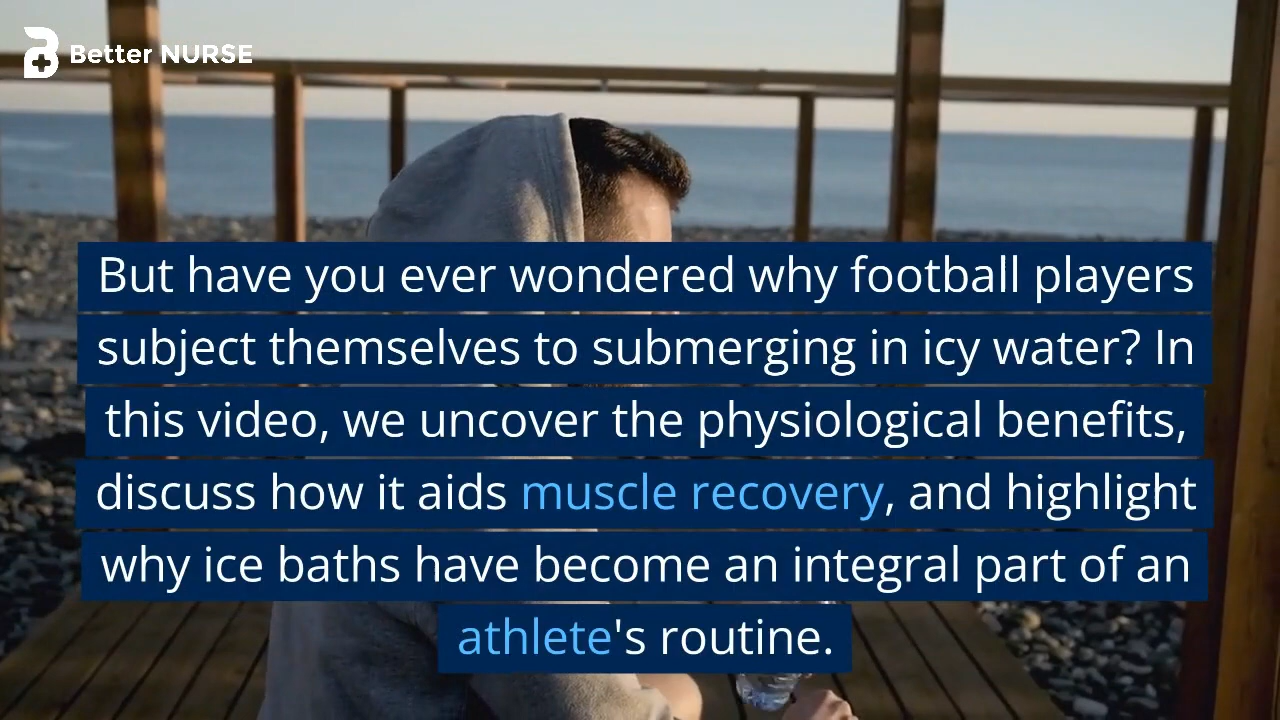 Better NURSE
But have you ever wondered why football players
subject themselves to submerging in icy water? In
this video, we uncover the physiological benefits,
discuss how it aids muscle recovery, and highlight
why ice baths have become an integral part of an
athlete's routine.